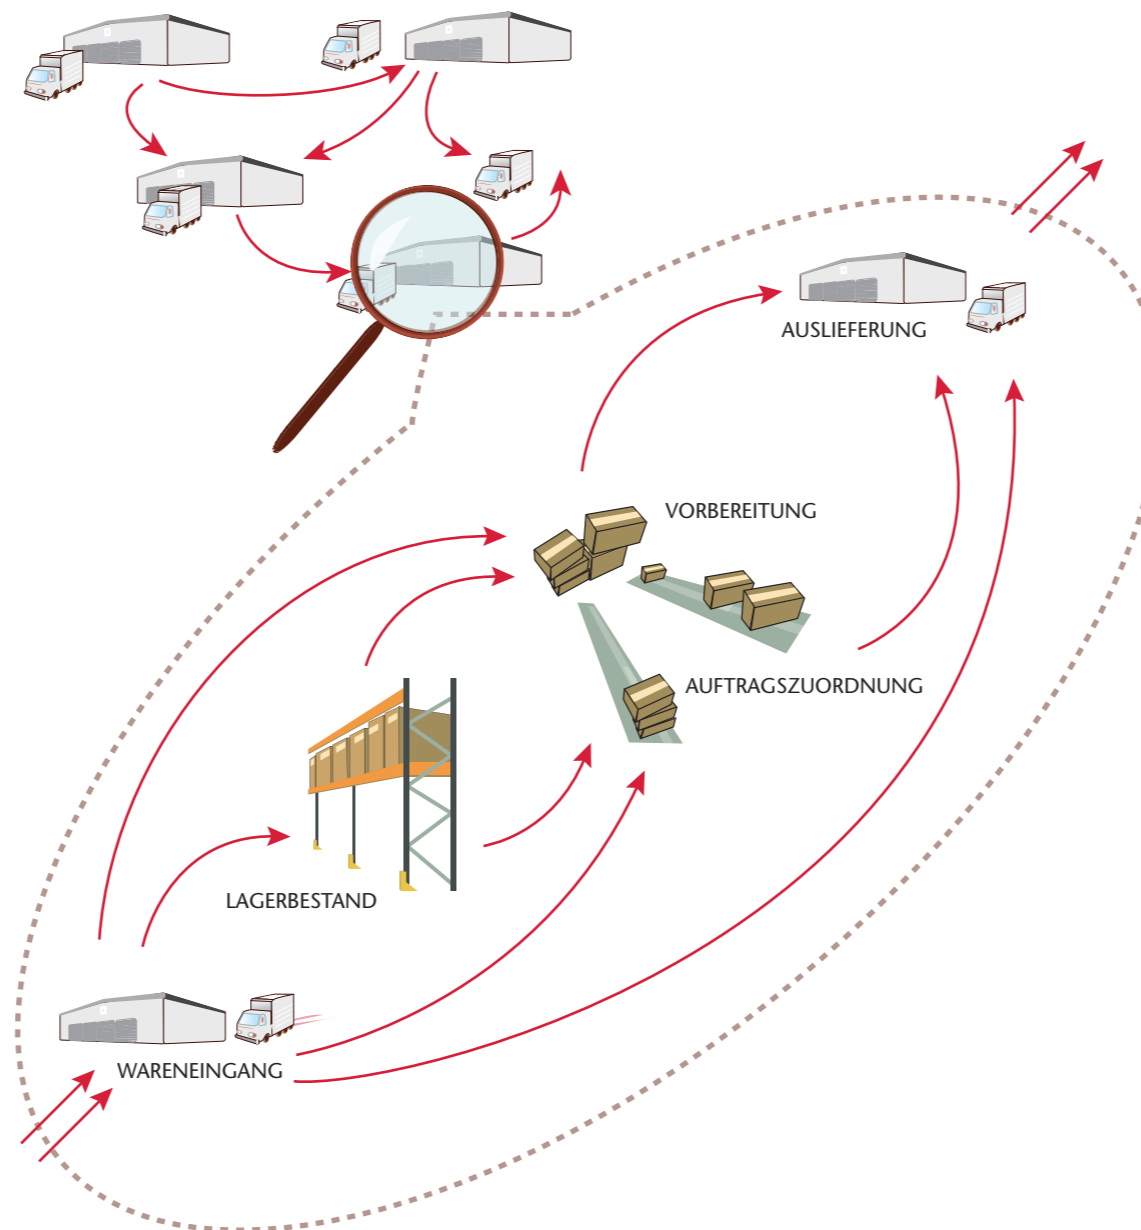 AUSLIEFERUNG
VORBEREITUNG
AUFTRAGSZUORDNUNG
LAGERBESTAND
WARENEINGANG